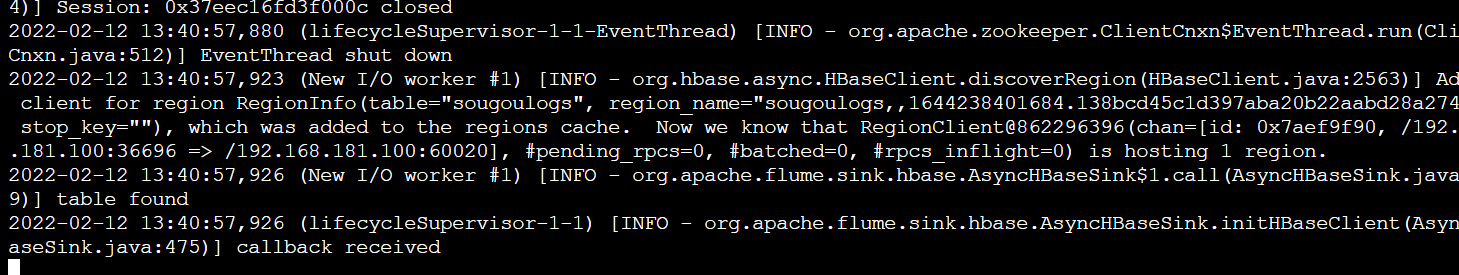 4)] Session: 0x37eec16fd3f000c closed
2022-02-12 13:40:57,880 (lifecycleSupervisor-1-1-EventThread) [INFO - org.apache.zookeeper.ClientCnxn$EventThread.run(Cli
Cnxn.java:512)] EventThread shut down
2022-02-12 13:40:57,923 (New I/O worker #1) [INFO - org.hbase.async.HBaseClient.discoverRegion(HBaseClient.java:2563)] Ad
client for region RegionInfo(table="sougoulogs", region_name="sougoulogs,,1644238401684.138bcd45c1d397aba20b22aabd28a274
stop_key=""), which was added to the regions cache.  Now we know that RegionClient@862296396(chan=[id: 0x7aef9f90, /192.
.181.100:36696 => /192.168.181.100:60020], #pending_rpcs=0, #batched=0, #rpcs_inflight=0) is hosting 1 region.
2022-02-12 13:40:57,926 (New I/O worker #1) [INFO - org.apache.flume.sink.hbase.AsyncHBaseSink$1.call(AsyncHBaseSink.java
9)] table found
2022-02-12 13:40:57,926 (lifecycleSupervisor-1-1) [INFO - org.apache.flume.sink.hbase.AsyncHBaseSink.initHBaseClient(Asyn
aseSink.java:475)] callback received